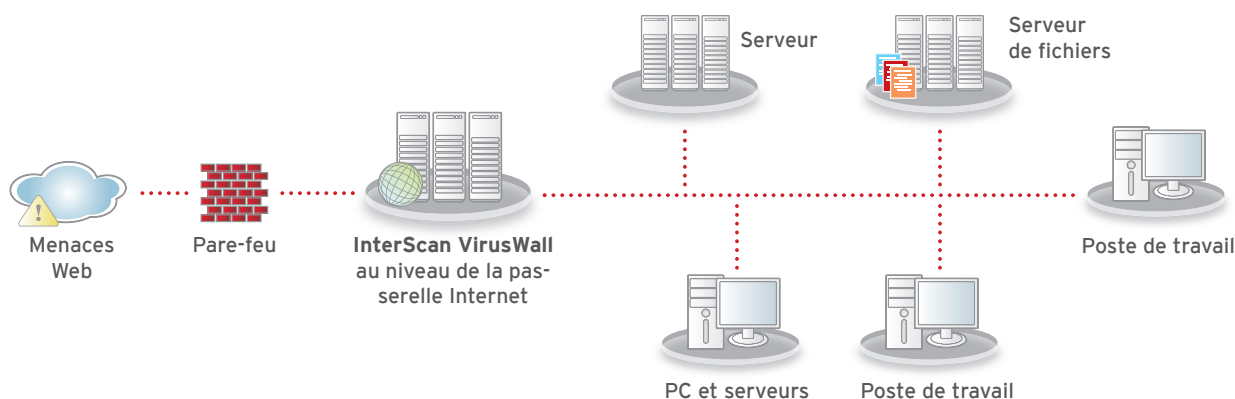 Serveur
Serveur
de fichiers
Menaces
Web
Pare-feu
InterScan VirusWall
au niveau de la pas-
serelle Internet
Poste de travail
PC et serveurs
Poste de travail